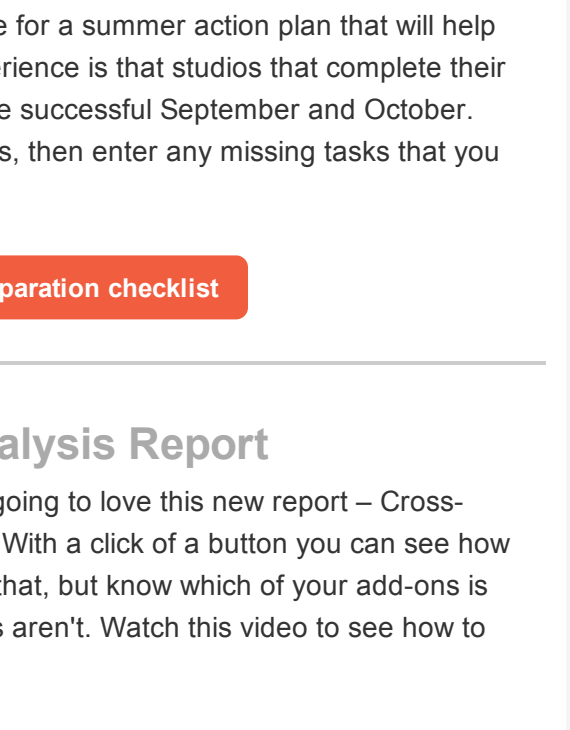 for a summer action plan that will help
is that studios that complete their
successful September and October.
then enter any missing tasks that you
checklist
Report
going to love this new report – Cross-
With a click of a button you can see how
that, but know which of your add-ons is
aren't. Watch this video to see how to